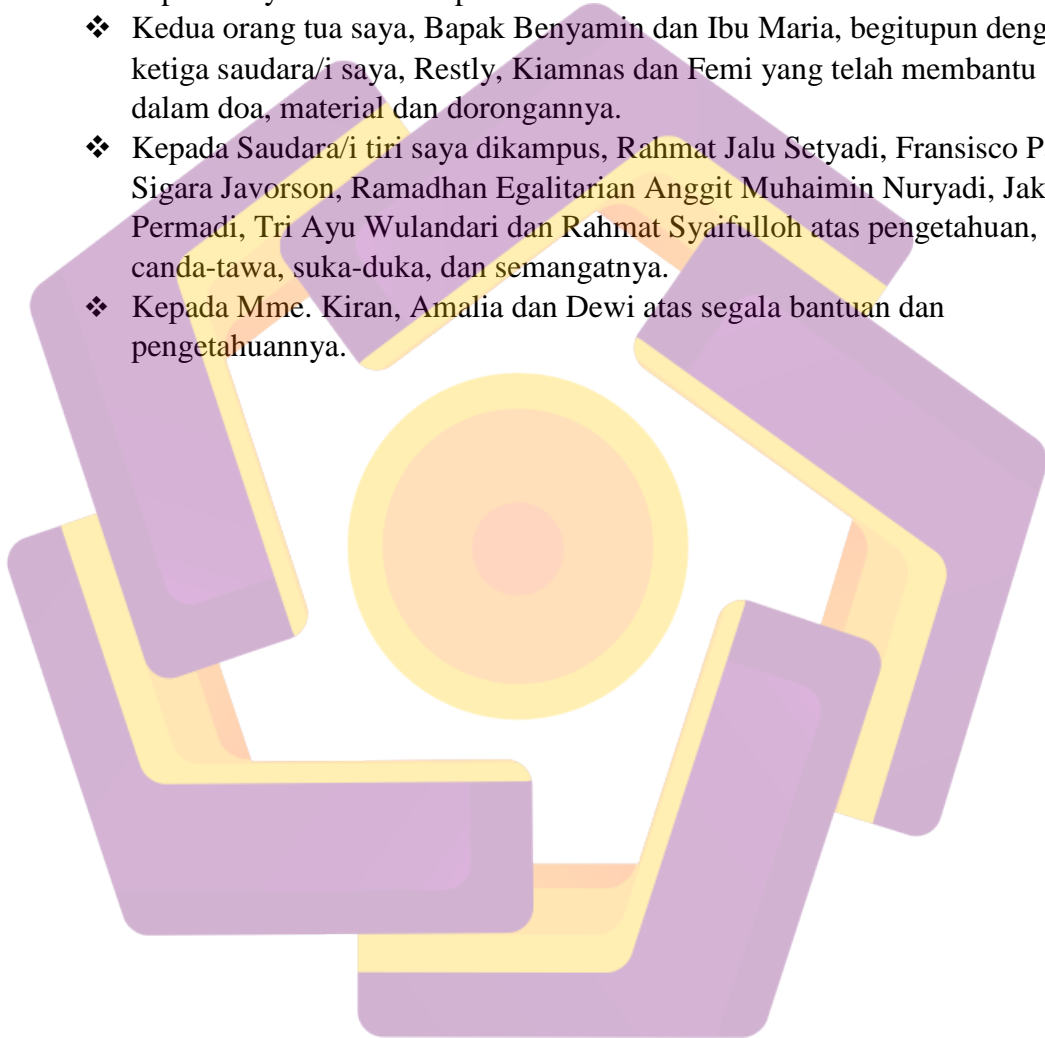 ❖ Kedua orang tua saya, Bapak Benyamin dan Ibu Maria, begitupun
ketiga saudara/i saya, Restly, Kiamnas dan Femi yang telah membantu
dalam doa, material dan dorongannya.
❖ Kepada Saudara/i tiri saya dikampus, Rahmat Jalu Setyadi, Fransisco
Sigara Javorson, Ramadhan Egalitarian Anggit Muhaimin Nuryadi,
Permadi, Tri Ayu Wulandari dan Rahmat Syaifulloh atas pengetahuan,
canda-tawa, suka-duka, dan semangatnya.
❖ Kepada Mme. Kiran, Amalia dan Dewi atas segala bantuan dan
pengetahuannya.